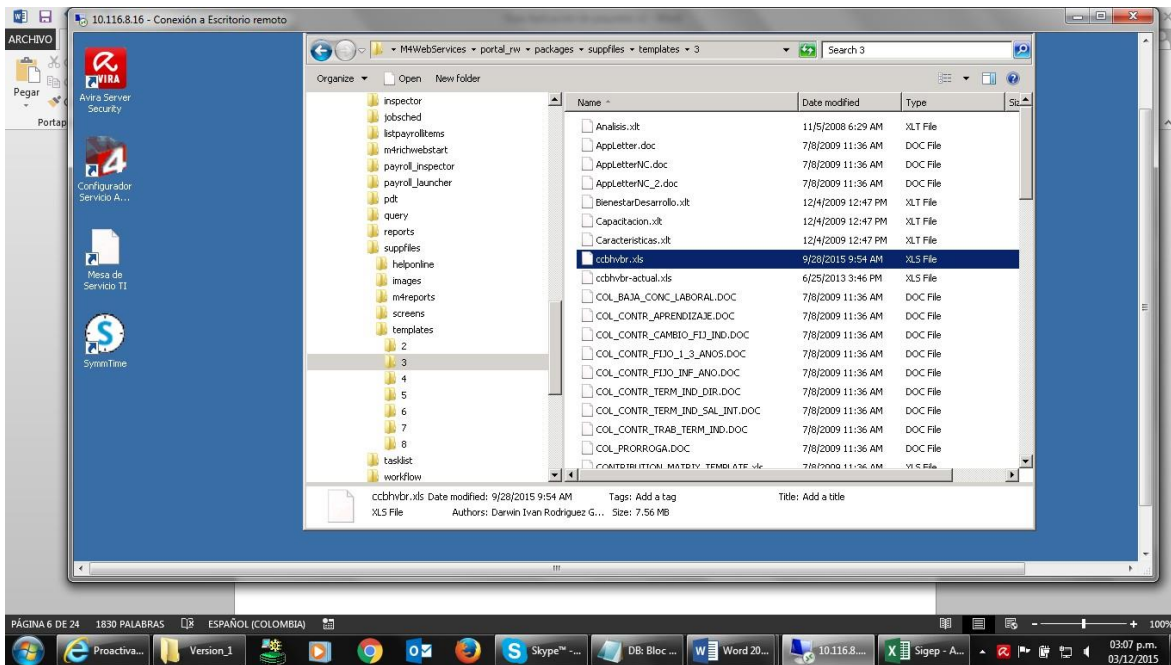 10.116.8.16 - Conexión a Escritorio remoto
ARCHIVO
Pegar
Portap
AVIRA
Avira Server
Security
Configurador
Servicio A...
Mesa de
Servicio TI
SymmTime
M4WebServices ▾ portal_rw ▾ packages ▾ suppfiles ▾ templates ▾ 3
Search 3
Organize ▾ Open New folder
inspector
jobsched
listpayrollitems
m4richwebstart
payroll_inspector
payroll_launcher
pdt
query
reports
suppfiles
helponline
images
m4reports
screens
templates
2
3
4
5
6
7
8
tasklist
workflow
Name Date modified Type
Analisis.xlt 11/5/2008 6:29 AM XLT File
AppLetter.doc 7/8/2009 11:36 AM DOC File
AppLetterNC.doc 7/8/2009 11:36 AM DOC File
AppLetterNC_2.doc 7/8/2009 11:36 AM DOC File
BienestarDesarrollo.xlt 12/4/2009 12:47 PM XLT File
Capacitacion.xlt 12/4/2009 12:47 PM XLT File
Caracteristicas.xlt 12/4/2009 12:47 PM XLT File
ccbhvbr.xls 9/28/2015 9:54 AM XLS File
ccbhvbr-actual.xls 6/25/2013 3:46 PM XLS File
COL_BAJA_CONC_LABORAL.DOC 7/8/2009 11:36 AM DOC File
COL_CONTR_APRENDIZAJE.DOC 7/8/2009 11:36 AM DOC File
COL_CONTR_CAMBIO_FIJ_IND.DOC 7/8/2009 11:36 AM DOC File
COL_CONTR_FIJO_1_3_ANOS.DOC 7/8/2009 11:36 AM DOC File
COL_CONTR_FIJO_INF_ANO.DOC 7/8/2009 11:36 AM DOC File
COL_CONTR_TERM_IND_DIR.DOC 7/8/2009 11:36 AM DOC File
COL_CONTR_TERM_IND_SAL_INT.DOC 7/8/2009 11:36 AM DOC File
COL_CONTR_TRAB_TERM_IND.DOC 7/8/2009 11:36 AM DOC File
COL_PRORROGA.DOC 7/8/2009 11:36 AM DOC File
CONTRIBUTION_MATRIX_TEMPLATE.xls 7/8/2009 11:36 AM XLS File
ccbhvbr.xls Date modified: 9/28/2015 9:54 AM Tags: Add a tag Title: Add a title
XLS File Authors: Darwin Ivan Rodriguez G... Size: 7.56 MB
PÁGINA 6 DE 24 1830 PALABRAS ESPAÑOL (COLOMBIA) 100%
Proactiva... Version_1 Skype™ -... DB: Bloc ... Word 20... 10.116.8.... Sigep - A... 03:07 p.m.
03/12/2015